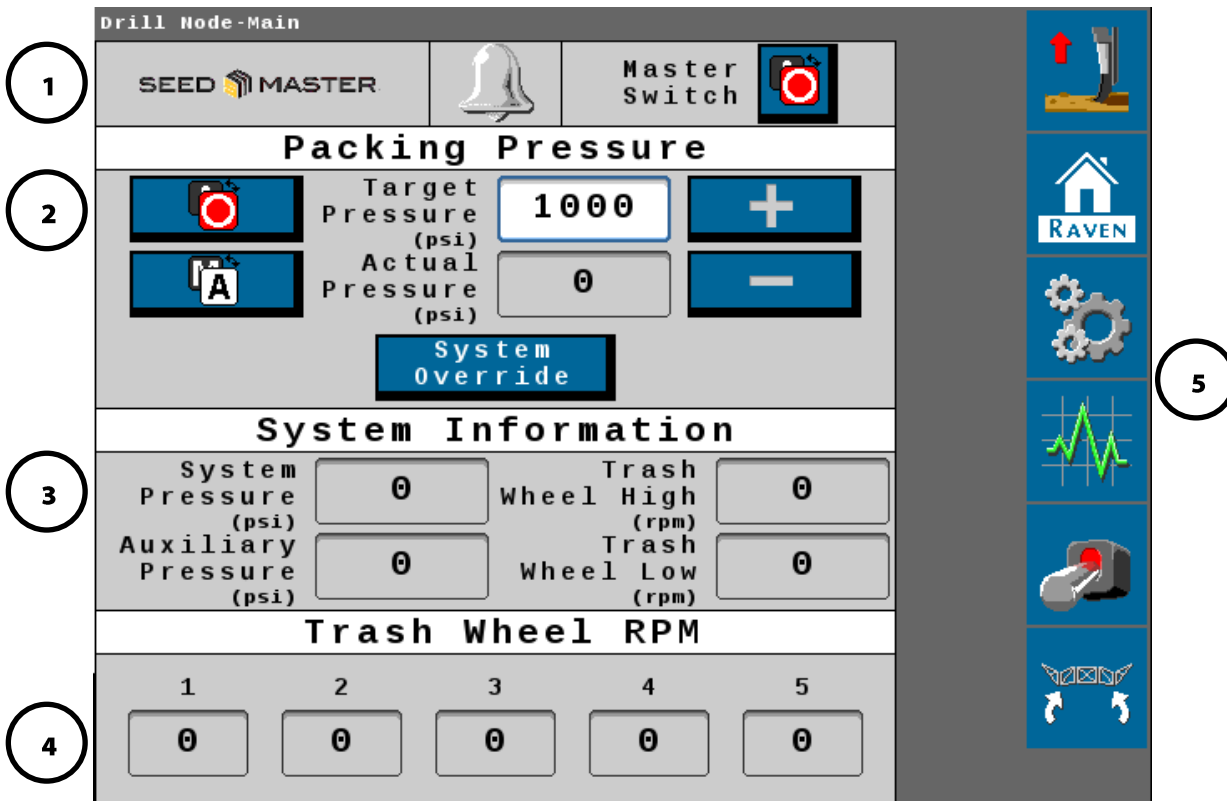 Drill Node-Main
1
SEED MASTER
Master
Switch
Packing Pressure
2
Target
Pressure
(psi)
1000
+
A
Actual
Pressure
(psi)
0
−
System
Override
RAVEN
5
System Information
3
System
Pressure
(psi)
0
Trash
Wheel High
(rpm)
0
Auxiliary
Pressure
(psi)
0
Trash
Wheel Low
(rpm)
0
Trash Wheel RPM
1 2 3 4 5
4
0 0 0 0 0